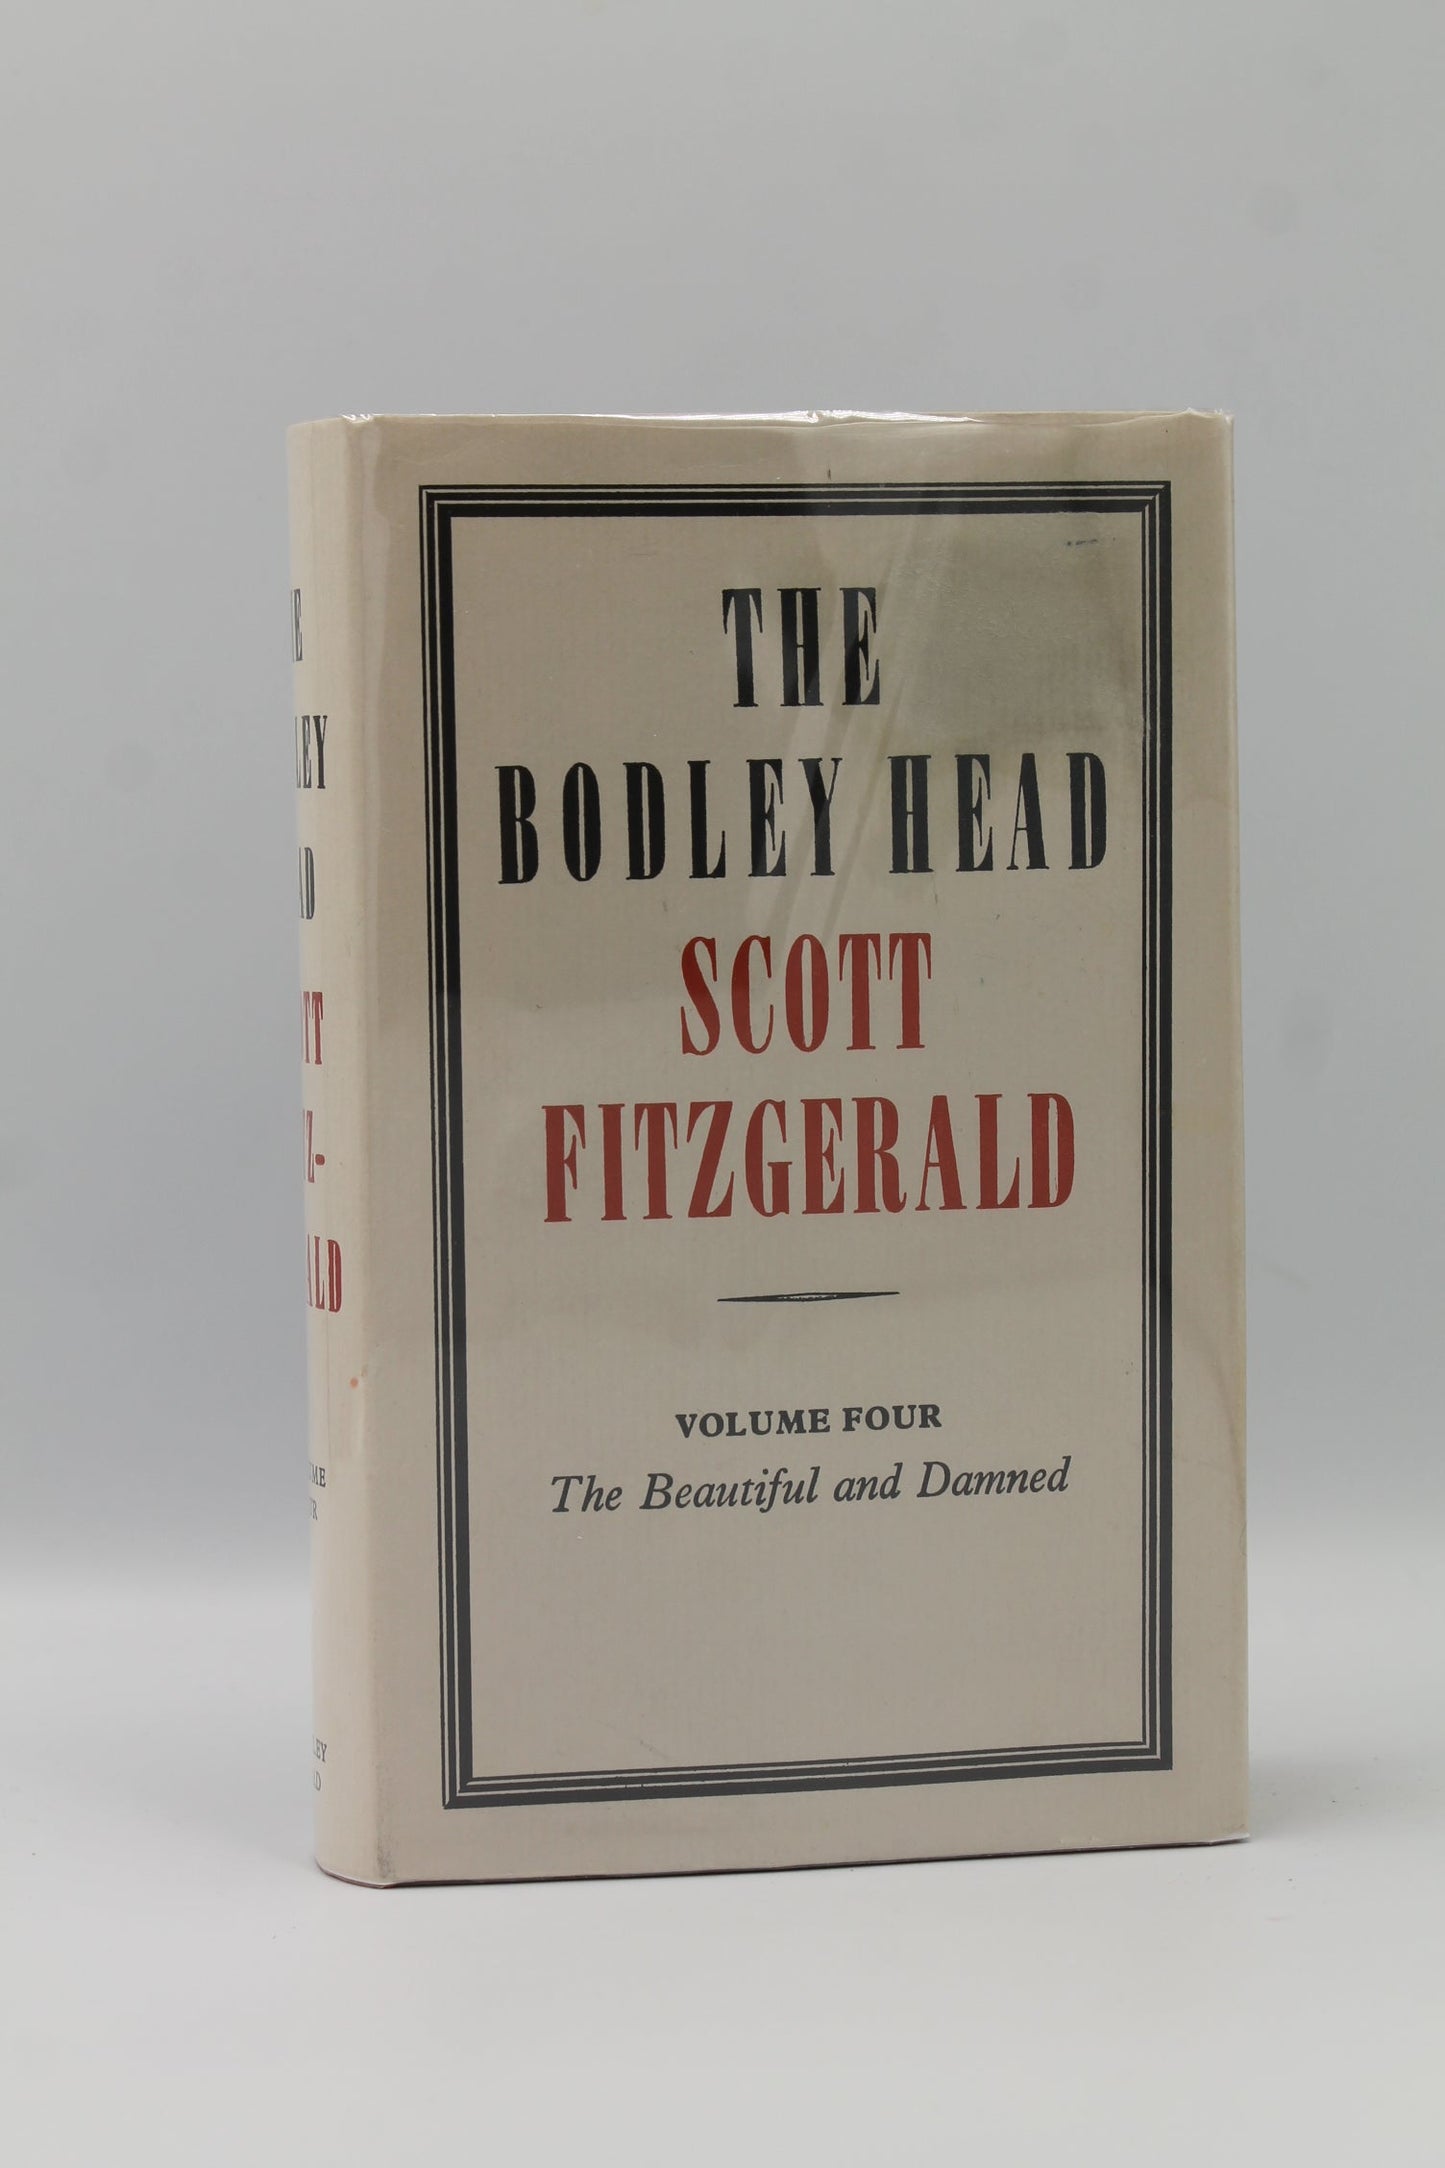 THE
BODLEY HEAD
SCOTT
FITZGERALD
VOLUME FOUR
The Beautiful and Damned